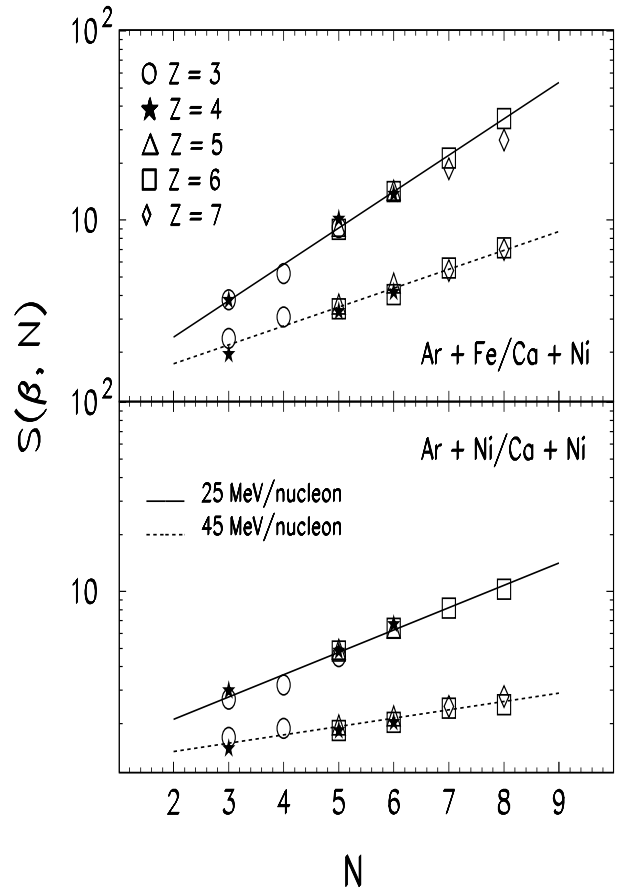 10²
Z = 3
Z = 4
Z = 5
Z = 6
Z = 7
10
Ar + Fe/Ca + Ni
S(β, N)
10²
Ar + Ni/Ca + Ni
25 MeV/nucleon
45 MeV/nucleon
10
2 3 4 5 6 7 8 9
N